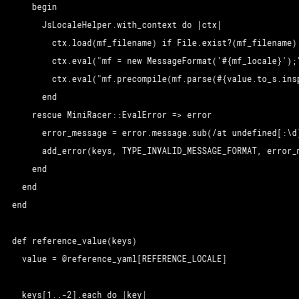 begin
JsLocaleHelper.with_context do |ctx|
ctx.load(mf_filename) if File.exist?(mf_filename)
ctx.eval("mf = new MessageFormat('#{mf_locale}');"
ctx.eval("mf.precompile(mf.parse(#{value.to_s.insp
end
rescue MiniRacer::EvalError => error
error_message = error.message.sub(/at undefined[:\d
add_error(keys, TYPE_INVALID_MESSAGE_FORMAT, error_m
end
end
end
def reference_value(keys)
value = @reference_yaml[REFERENCE_LOCALE]
keys[1..-2].each do |key|